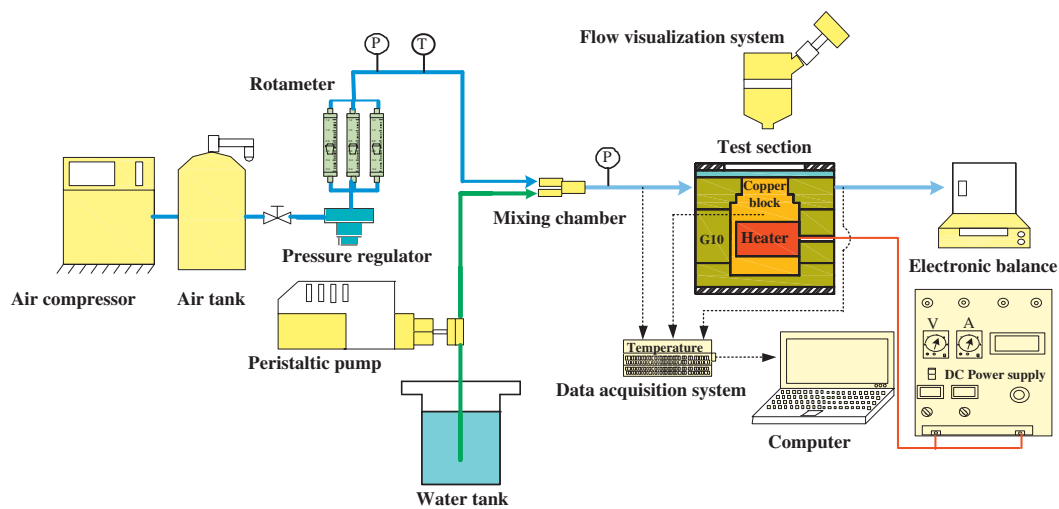 Flow visualization system
P
T
Rotameter
Test section
P
Copper
block
Mixing chamber
G10
Heater
Pressure regulator
Electronic balance
Air compressor
Air tank
V
A
Temperature
Peristaltic pump
DC Power supply
Data acquisition system
Computer
Water tank